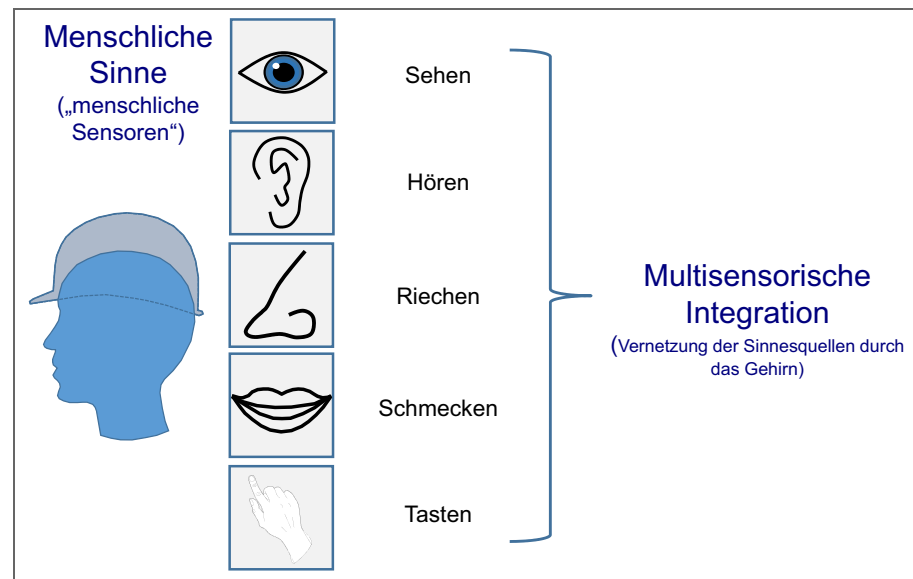 Menschliche
Sinne
(„menschliche
Sensoren“)
Sehen
Hören
Riechen
Schmecken
Tasten
Multisensorische
Integration
(Vernetzung der Sinnesquellen durch
das Gehirn)